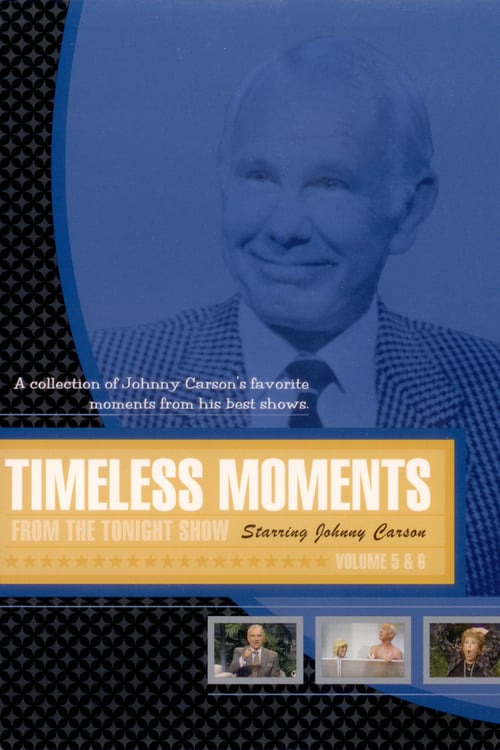 A collection of Johnny Carson's favorite
moments from his best shows.
TIMELESS MOMENTS
FROM THE TONIGHT SHOW Starring Johnny Carson
VOLUME 5 & 6